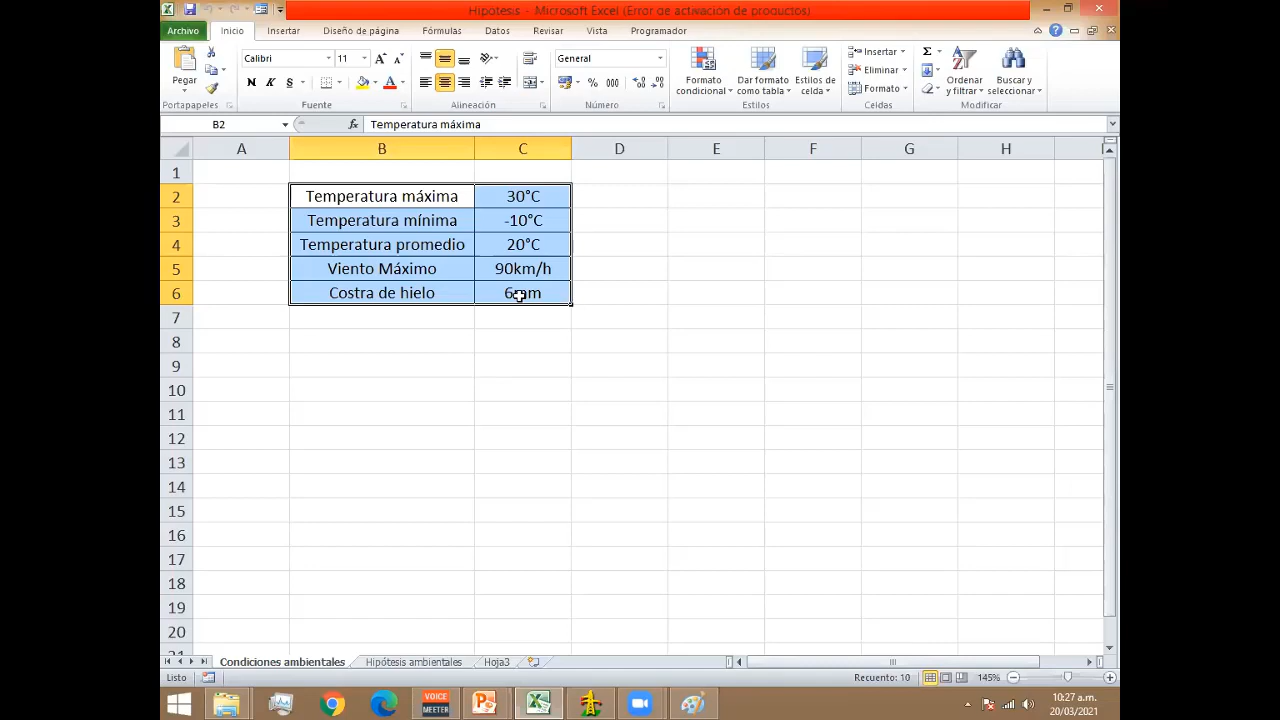 Hipotesis - Microsoft Excel (Error de activación de productos)
Archivo Inicio Insertar Diseño de página Fórmulas Datos Revisar Vista Programador
Pegar
Calibri 11
N K S
General
% 000
Formato condicional
Dar formato como tabla
Estilos de celda
Insertar
Eliminar
Formato
Σ
Ordenar y filtrar
Buscar y seleccionar
Portapapeles Fuente Alineación Número Estilos Celdas Modificar
B2 fx Temperatura máxima
A B C D E F G H
1
2 Temperatura máxima 30°C
3 Temperatura mínima -10°C
4 Temperatura promedio 20°C
5 Viento Máximo 90km/h
6 Costra de hielo
7
8
9
10
11
12
13
14
15
16
17
18
19
20
21
Condiciones ambientales Hipótesis ambientales Hoja3
Listo Recuento: 10 145%
VOICE MEETER
10:27 a.m.
20/03/2021